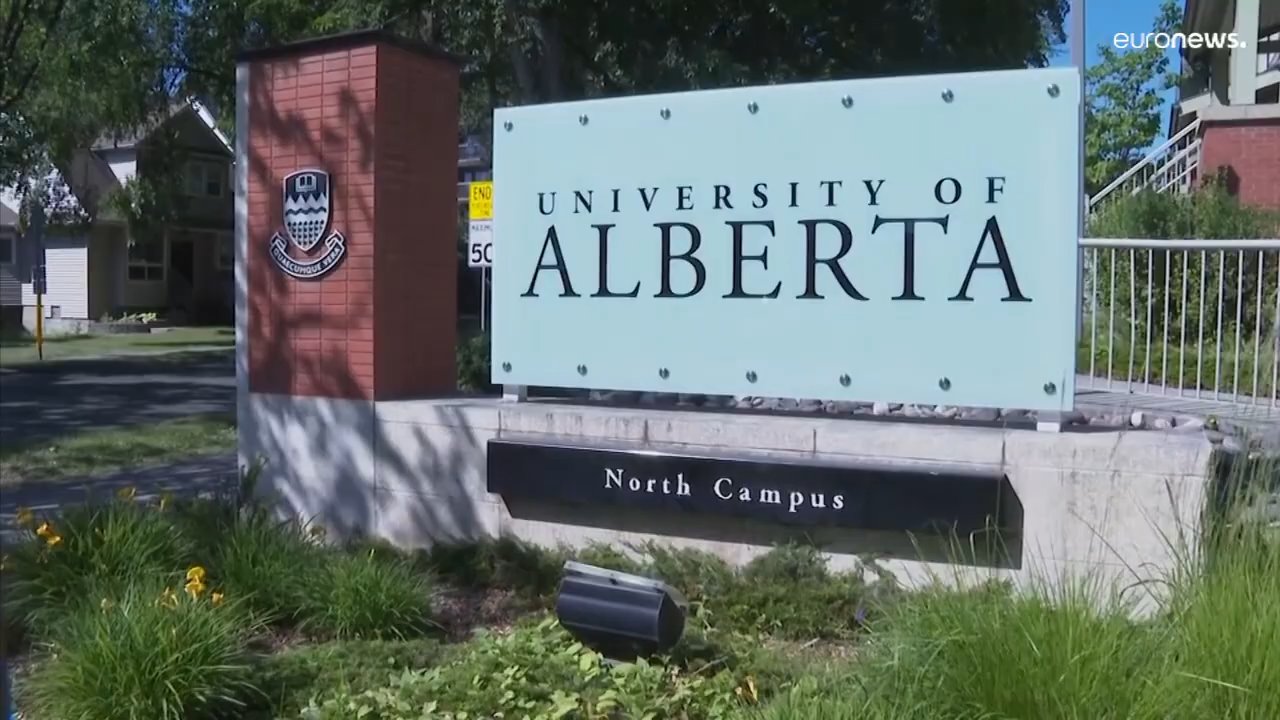 euronews.
UNIVERSITY OF
ALBERTA
QUAECUMQUE VERA
END
50
North Campus